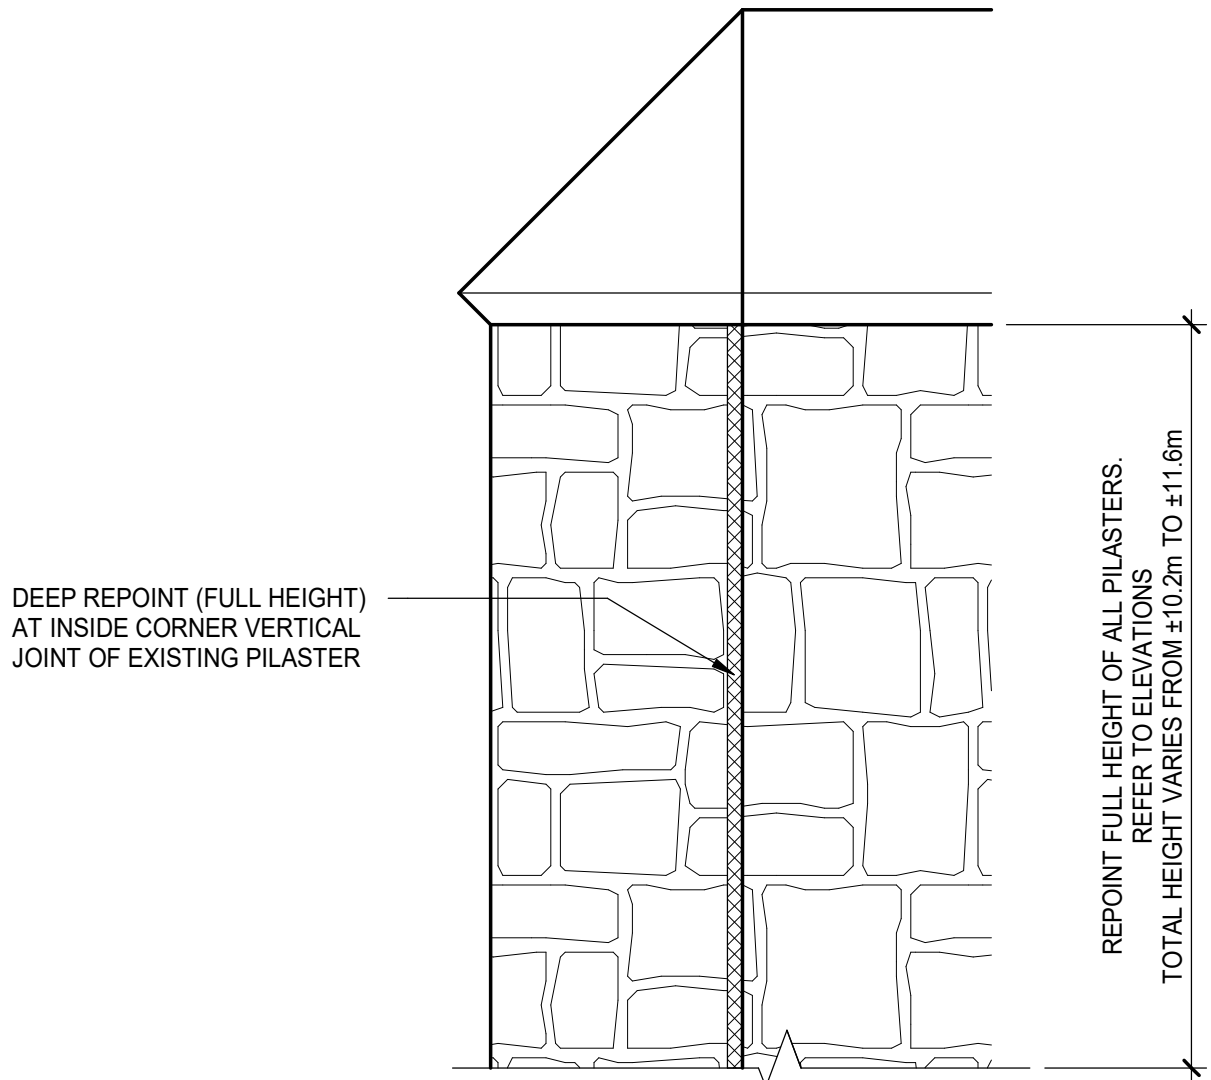 DEEP REPOINT (FULL HEIGHT)
AT INSIDE CORNER VERTICAL
JOINT OF EXISTING PILASTER
REPOINT FULL HEIGHT OF ALL PILASTERS.
REFER TO ELEVATIONS
TOTAL HEIGHT VARIES FROM ±10.2m TO ±11.6m